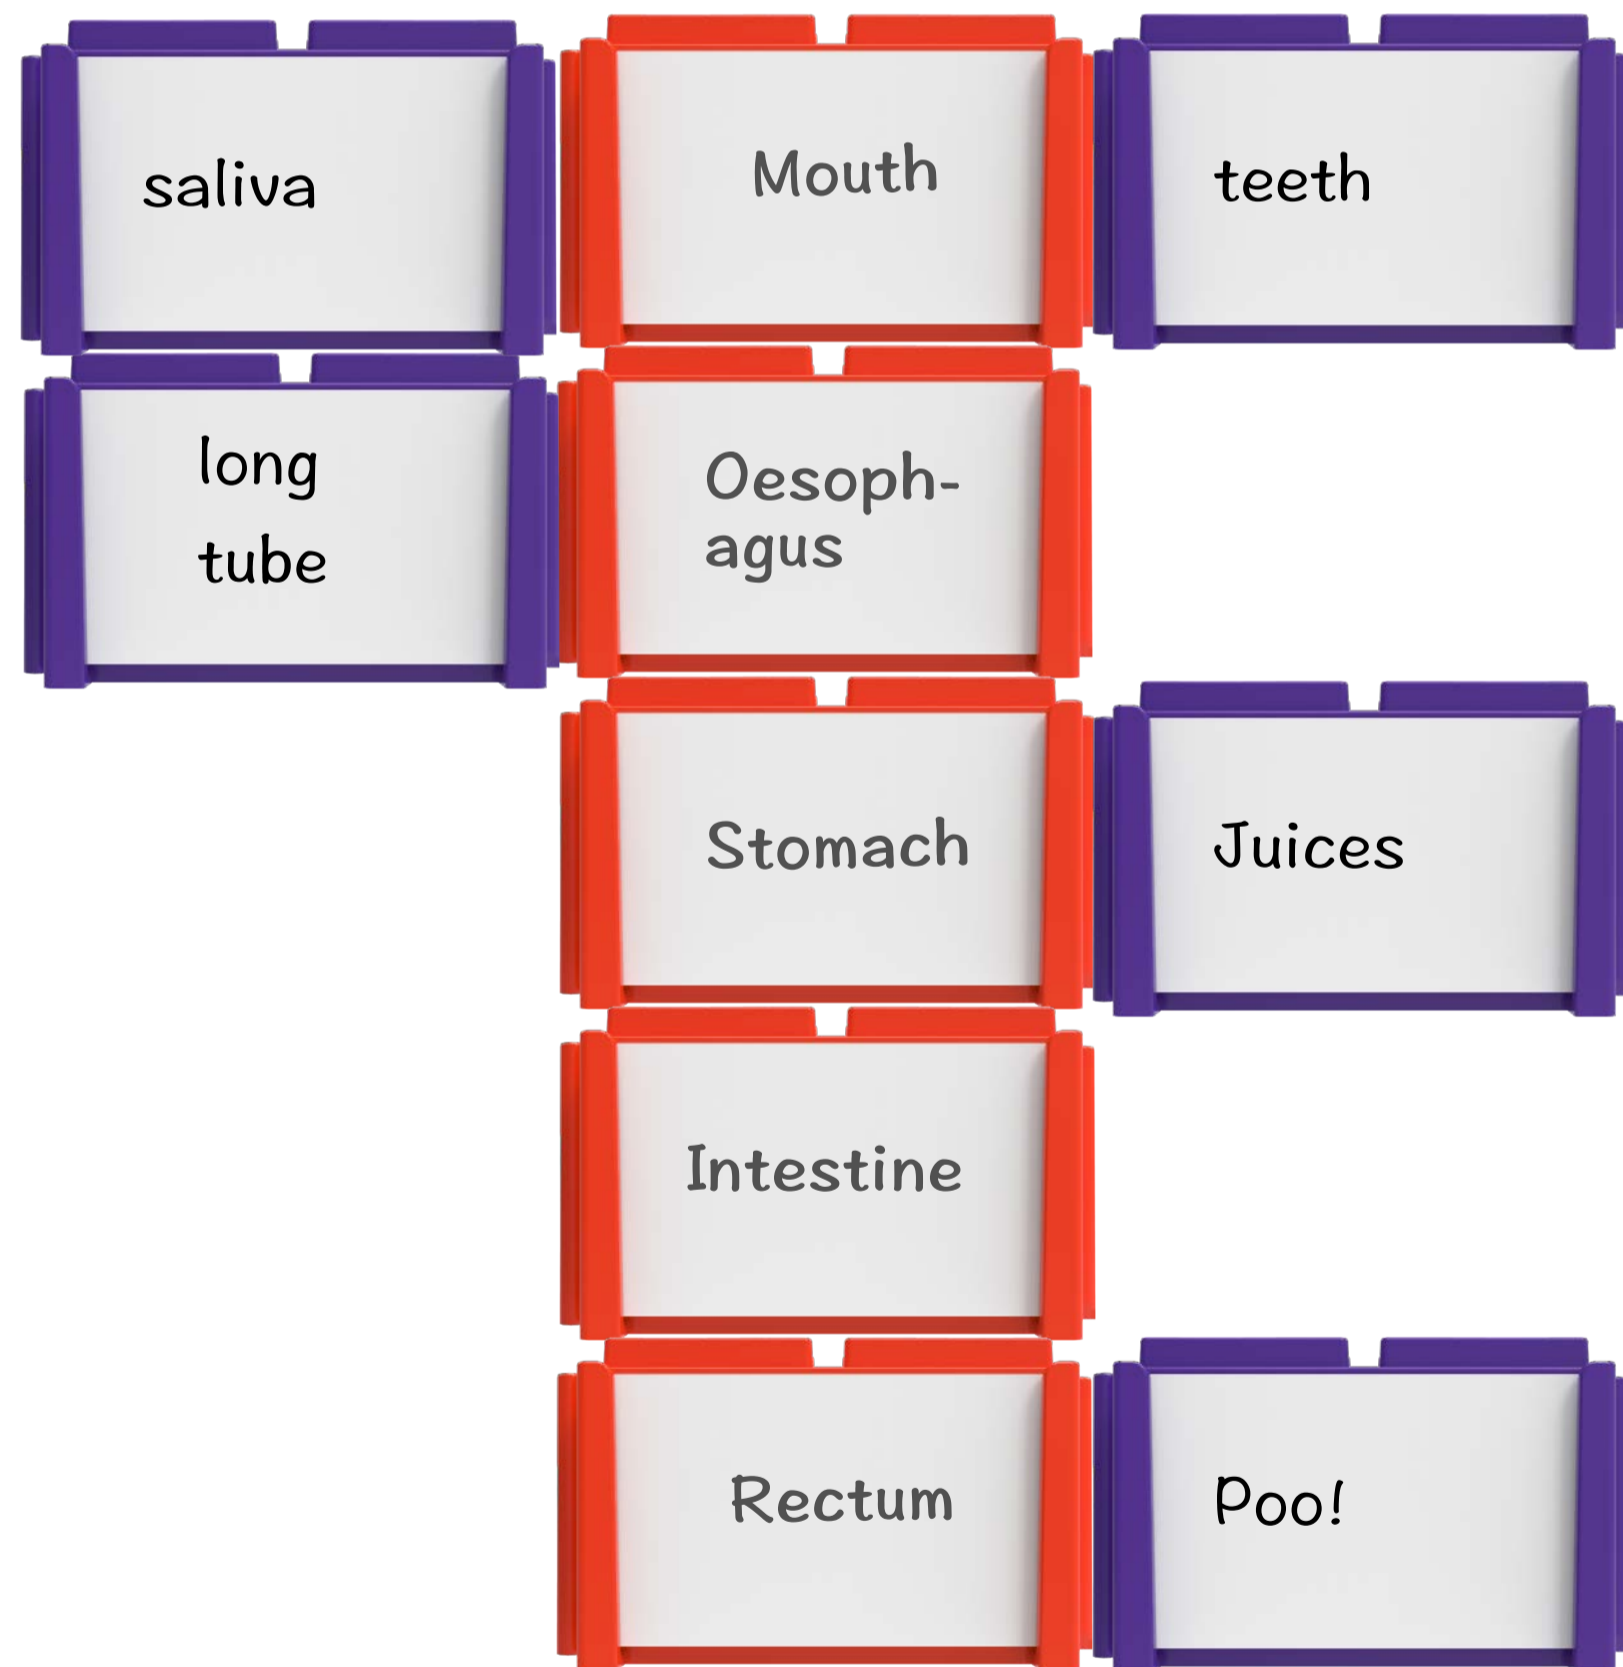 saliva
Mouth
teeth
long
tube
Oesoph-
agus
Stomach
Juices
Intestine
Rectum
Poo!